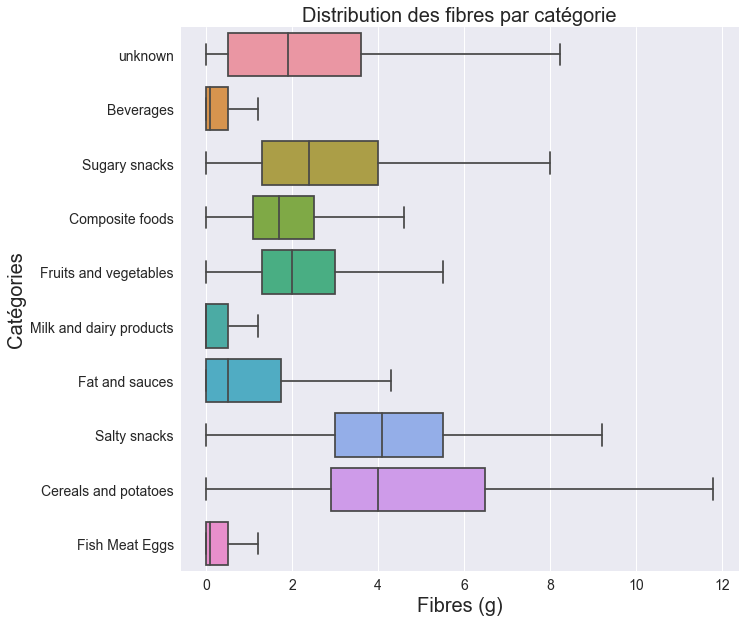 Distribution des fibres par catégorie
Catégories
unknown
Beverages
Sugary snacks
Composite foods
Fruits and vegetables
Milk and dairy products
Fat and sauces
Salty snacks
Cereals and potatoes
Fish Meat Eggs
0 2 4 6 8 10 12
Fibres (g)